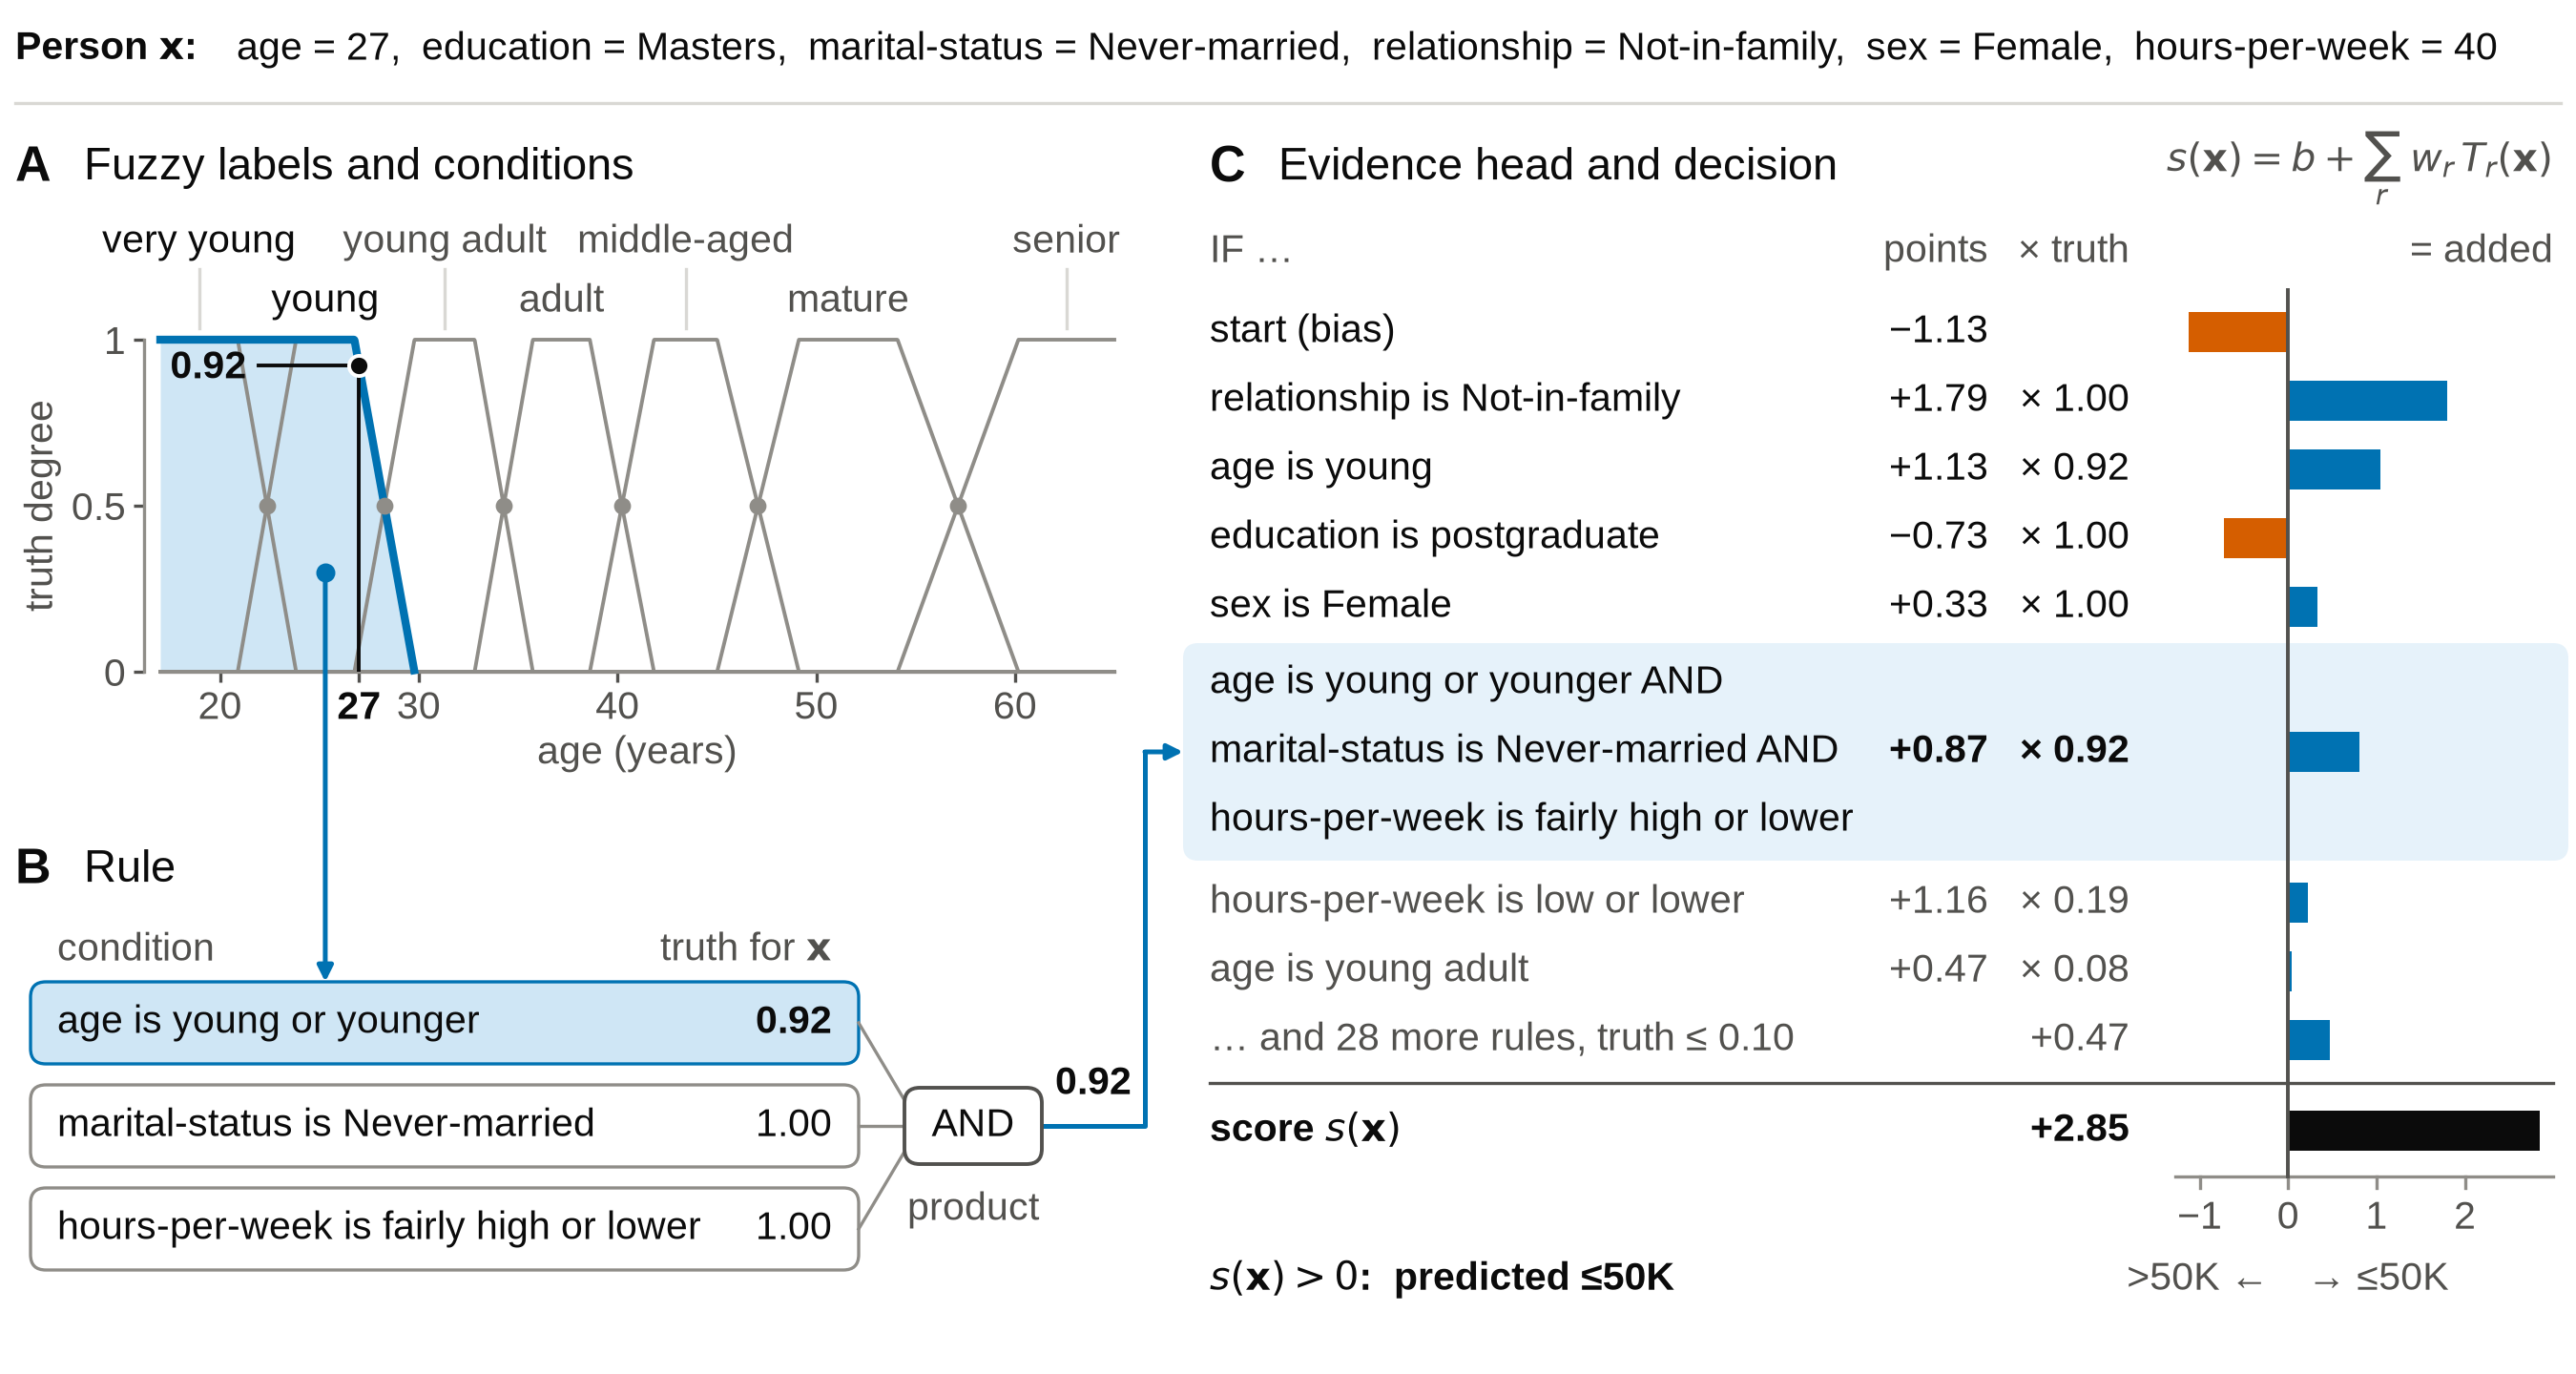 Person x: age = 27, education = Masters, marital-status = Never-married, relationship = Not-in-family, sex = Female, hours-per-week = 40
A Fuzzy labels and conditions
very young young adult middle-aged senior
young adult mature
1
0.92
0.5
0
truth degree
20 27 30 40 50 60
age (years)
B Rule
condition truth for x
age is young or younger 0.92
marital-status is Never-married 1.00
hours-per-week is fairly high or lower 1.00
AND
product
0.92
C Evidence head and decision
s(x) = b + ∑ w_r T_r(x)
r
IF … points × truth = added
start (bias) −1.13
relationship is Not-in-family +1.79 × 1.00
age is young +1.13 × 0.92
education is postgraduate −0.73 × 1.00
sex is Female +0.33 × 1.00
age is young or younger AND
marital-status is Never-married AND +0.87 × 0.92
hours-per-week is fairly high or lower
hours-per-week is low or lower +1.16 × 0.19
age is young adult +0.47 × 0.08
… and 28 more rules, truth ≤ 0.10 +0.47
score s(x) +2.85
−1 0 1 2
s(x) > 0: predicted ≤50K
>50K ← → ≤50K